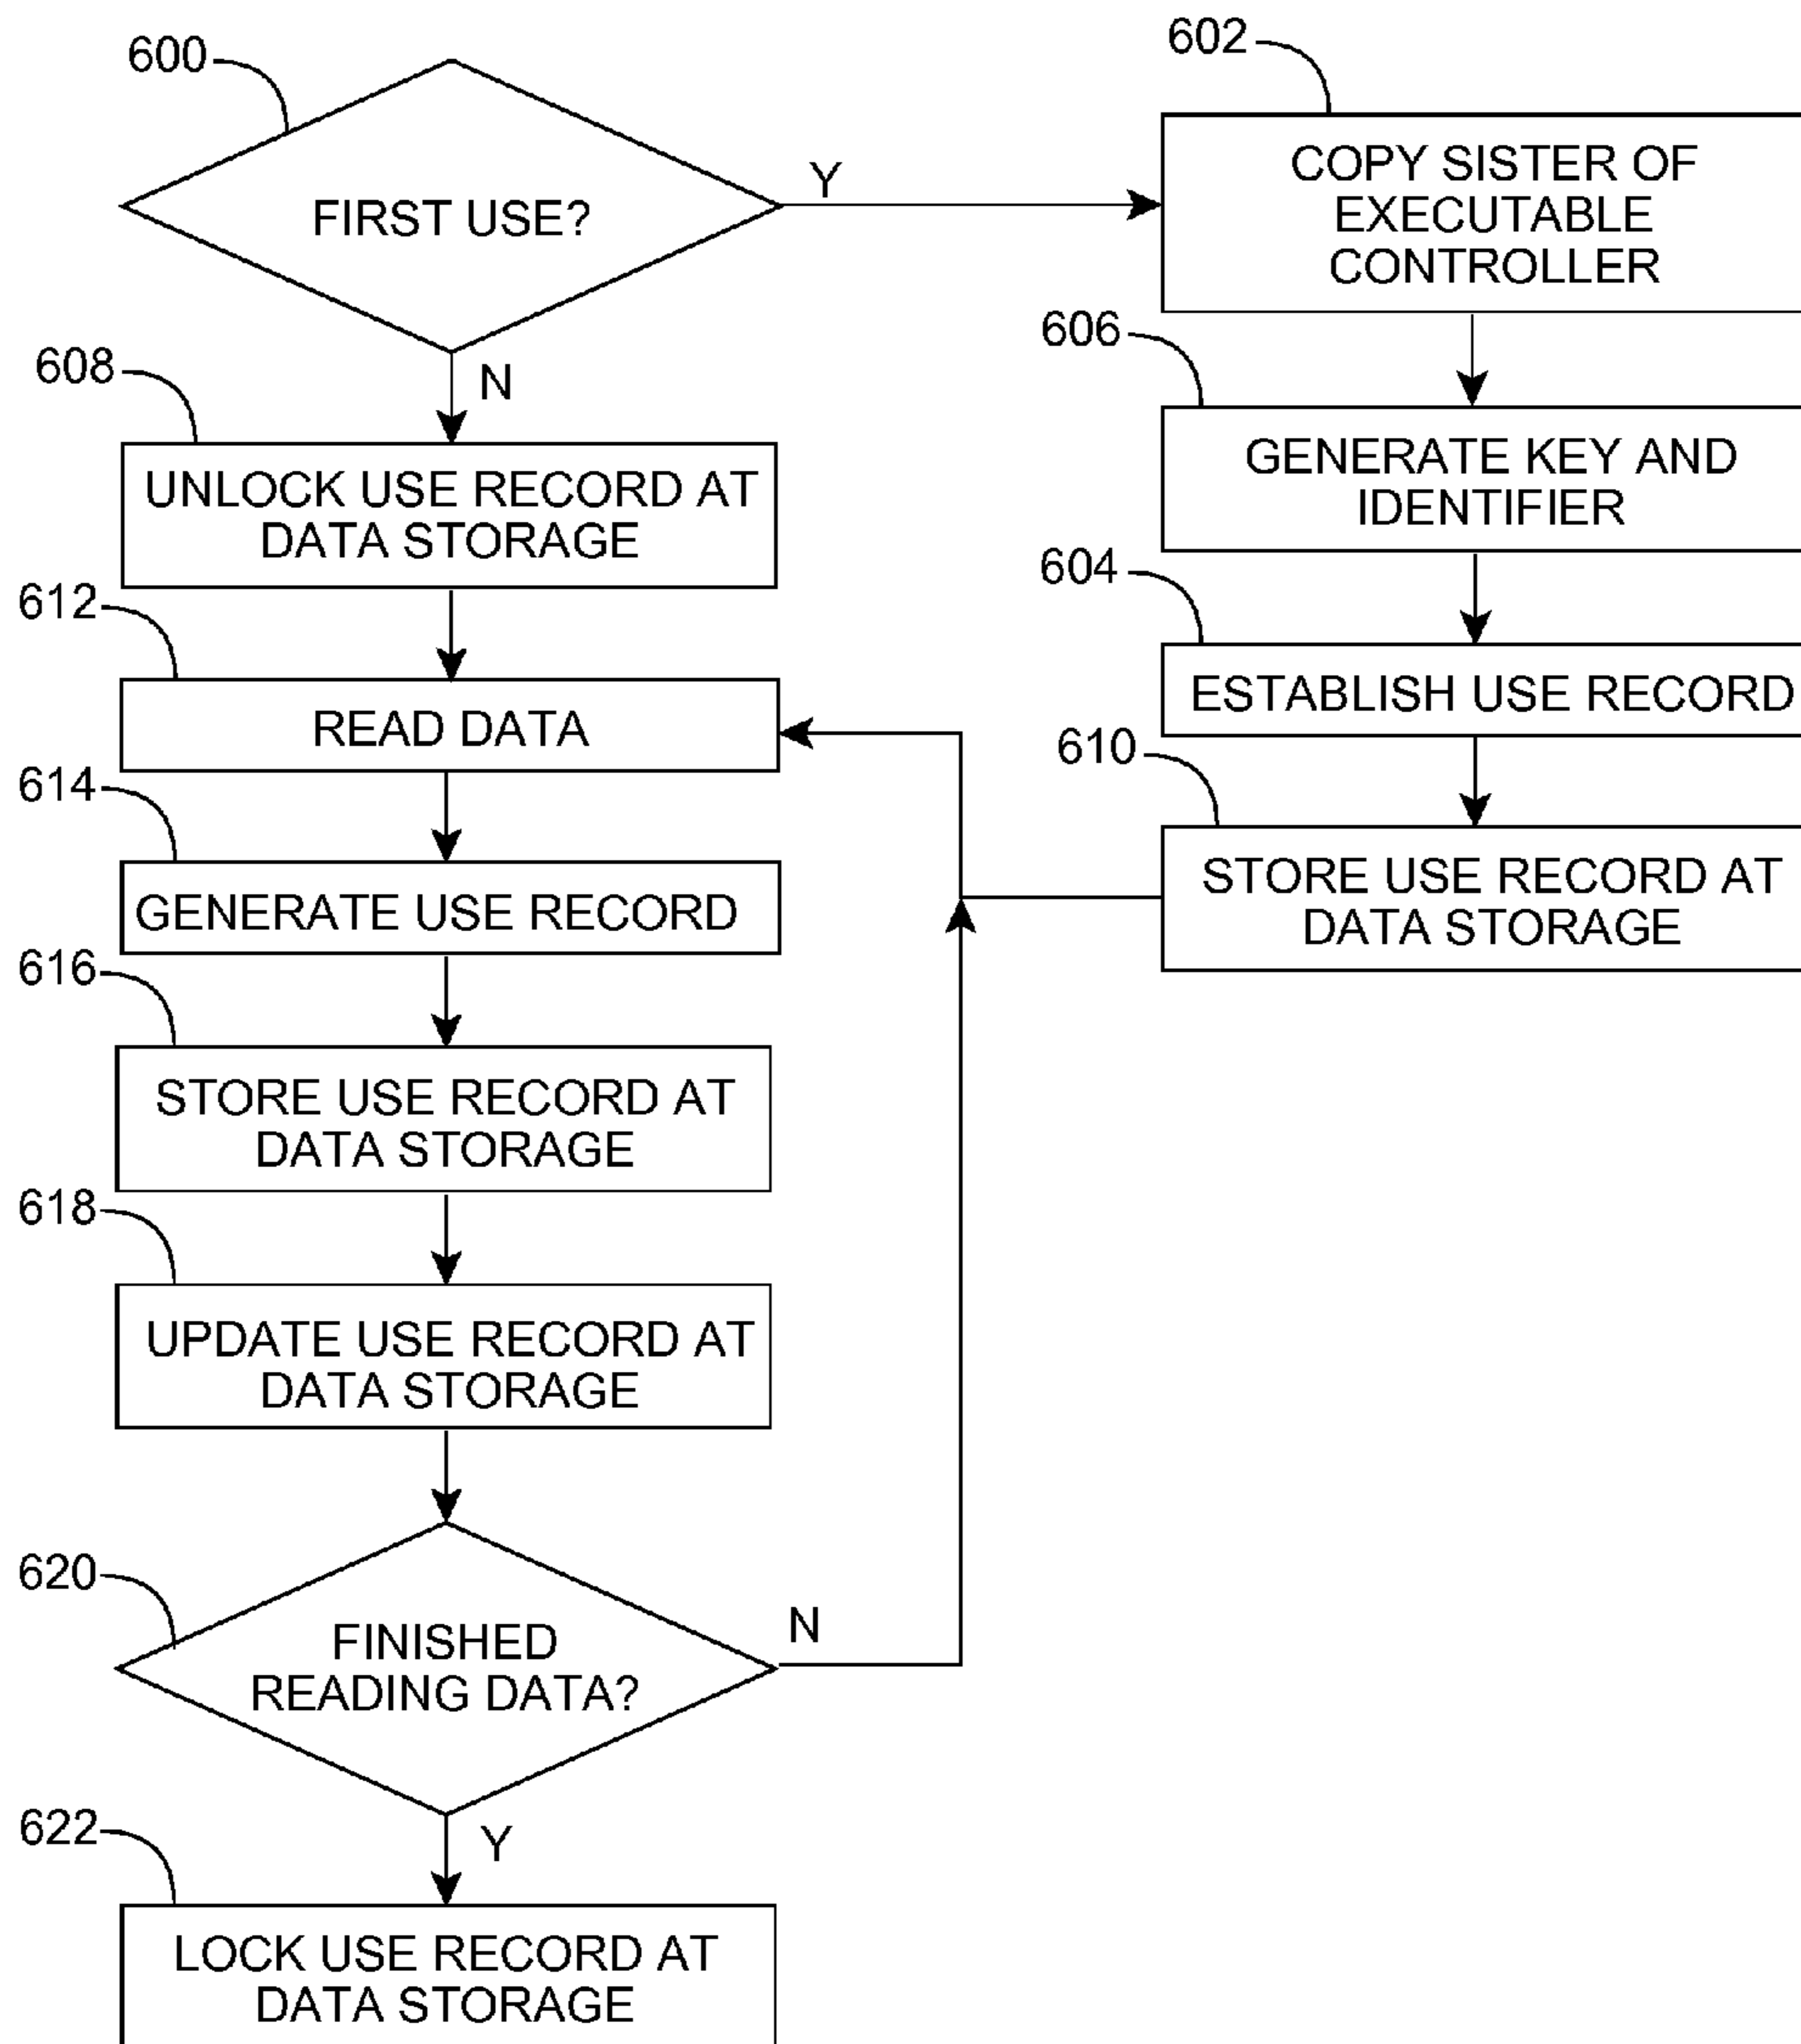 600
602
FIRST USE?
Y
COPY SISTER OF
EXECUTABLE
CONTROLLER
N
608
606
UNLOCK USE RECORD AT
DATA STORAGE
GENERATE KEY AND
IDENTIFIER
612
604
READ DATA
ESTABLISH USE RECORD
614
610
GENERATE USE RECORD
STORE USE RECORD AT
DATA STORAGE
616
STORE USE RECORD AT
DATA STORAGE
618
UPDATE USE RECORD AT
DATA STORAGE
620
FINISHED
READING DATA?
N
Y
622
LOCK USE RECORD AT
DATA STORAGE